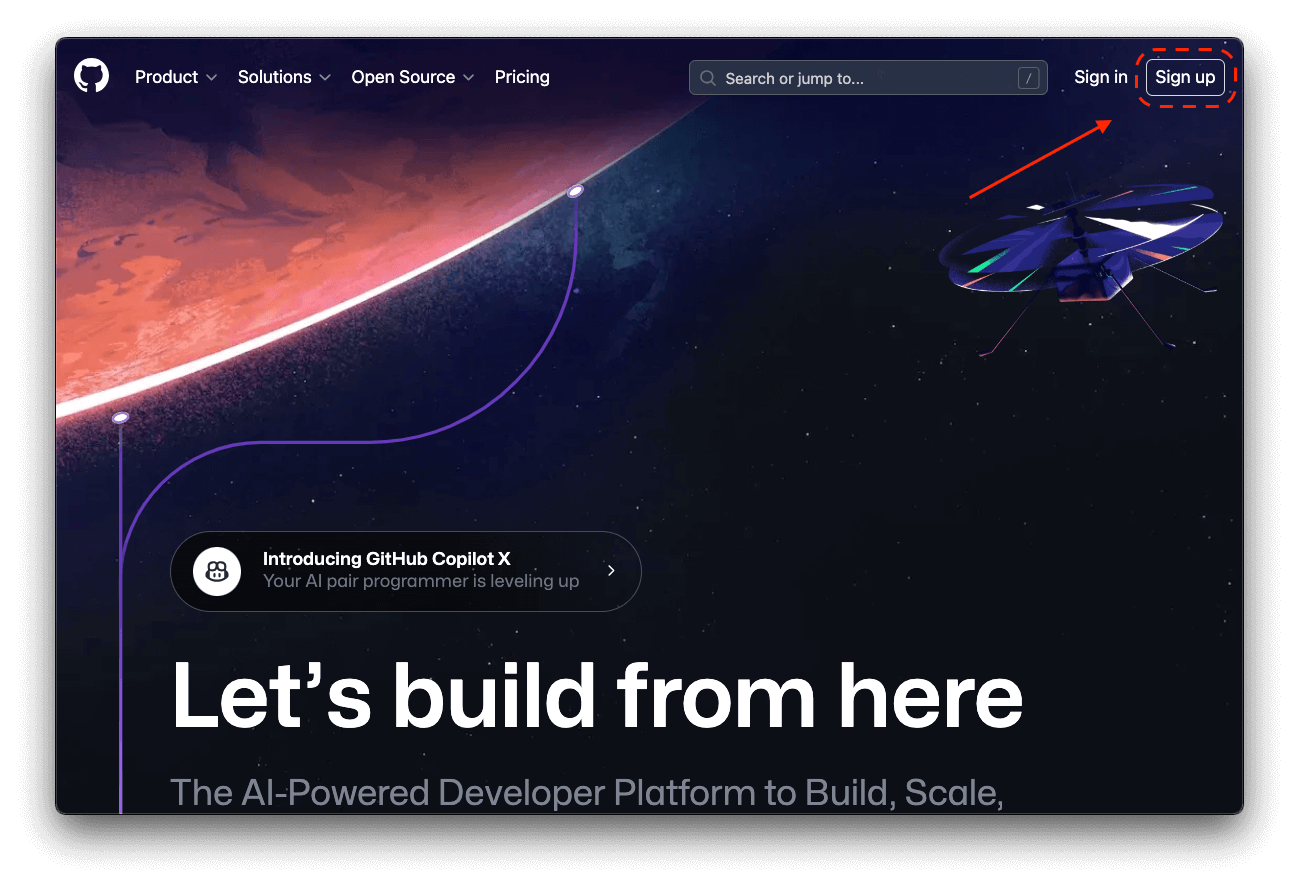 Product Solutions Open Source Pricing Search or jump to... / Sign in Sign up
Introducing GitHub Copilot X
Your AI pair programmer is leveling up
Let’s build from here
The AI-Powered Developer Platform to Build, Scale,